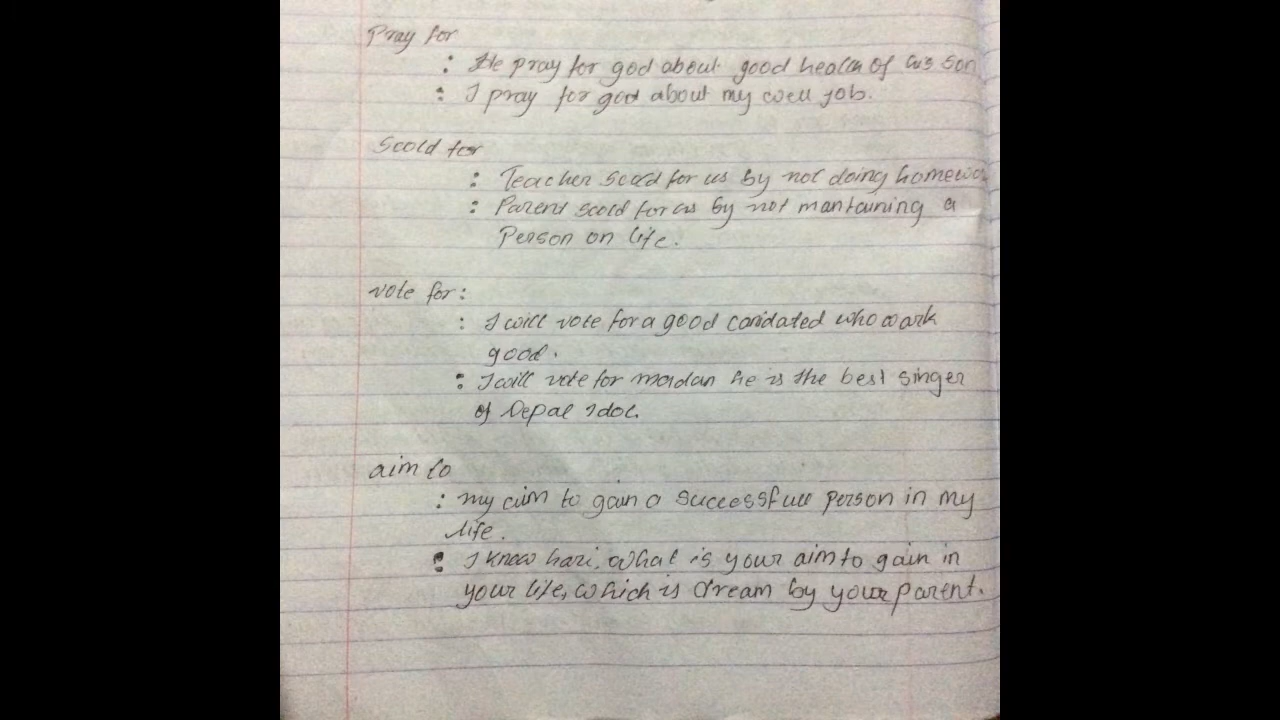 Pray for
: He pray for god about good health of his son
: I pray for god about my well job.
Scold for
: Teacher scold for us by not doing homewor
: Parent scold for us by not mantaining a
Person on life.
vote for:
: I will vote for a good canidated who work
good.
: I will vote for madan he is the best singer
of Nepal Idol.
aim to
: my aim to gain a successfull person in my
life.
: I know hari, what is your aim to gain in
your life, which is dream by your parent.